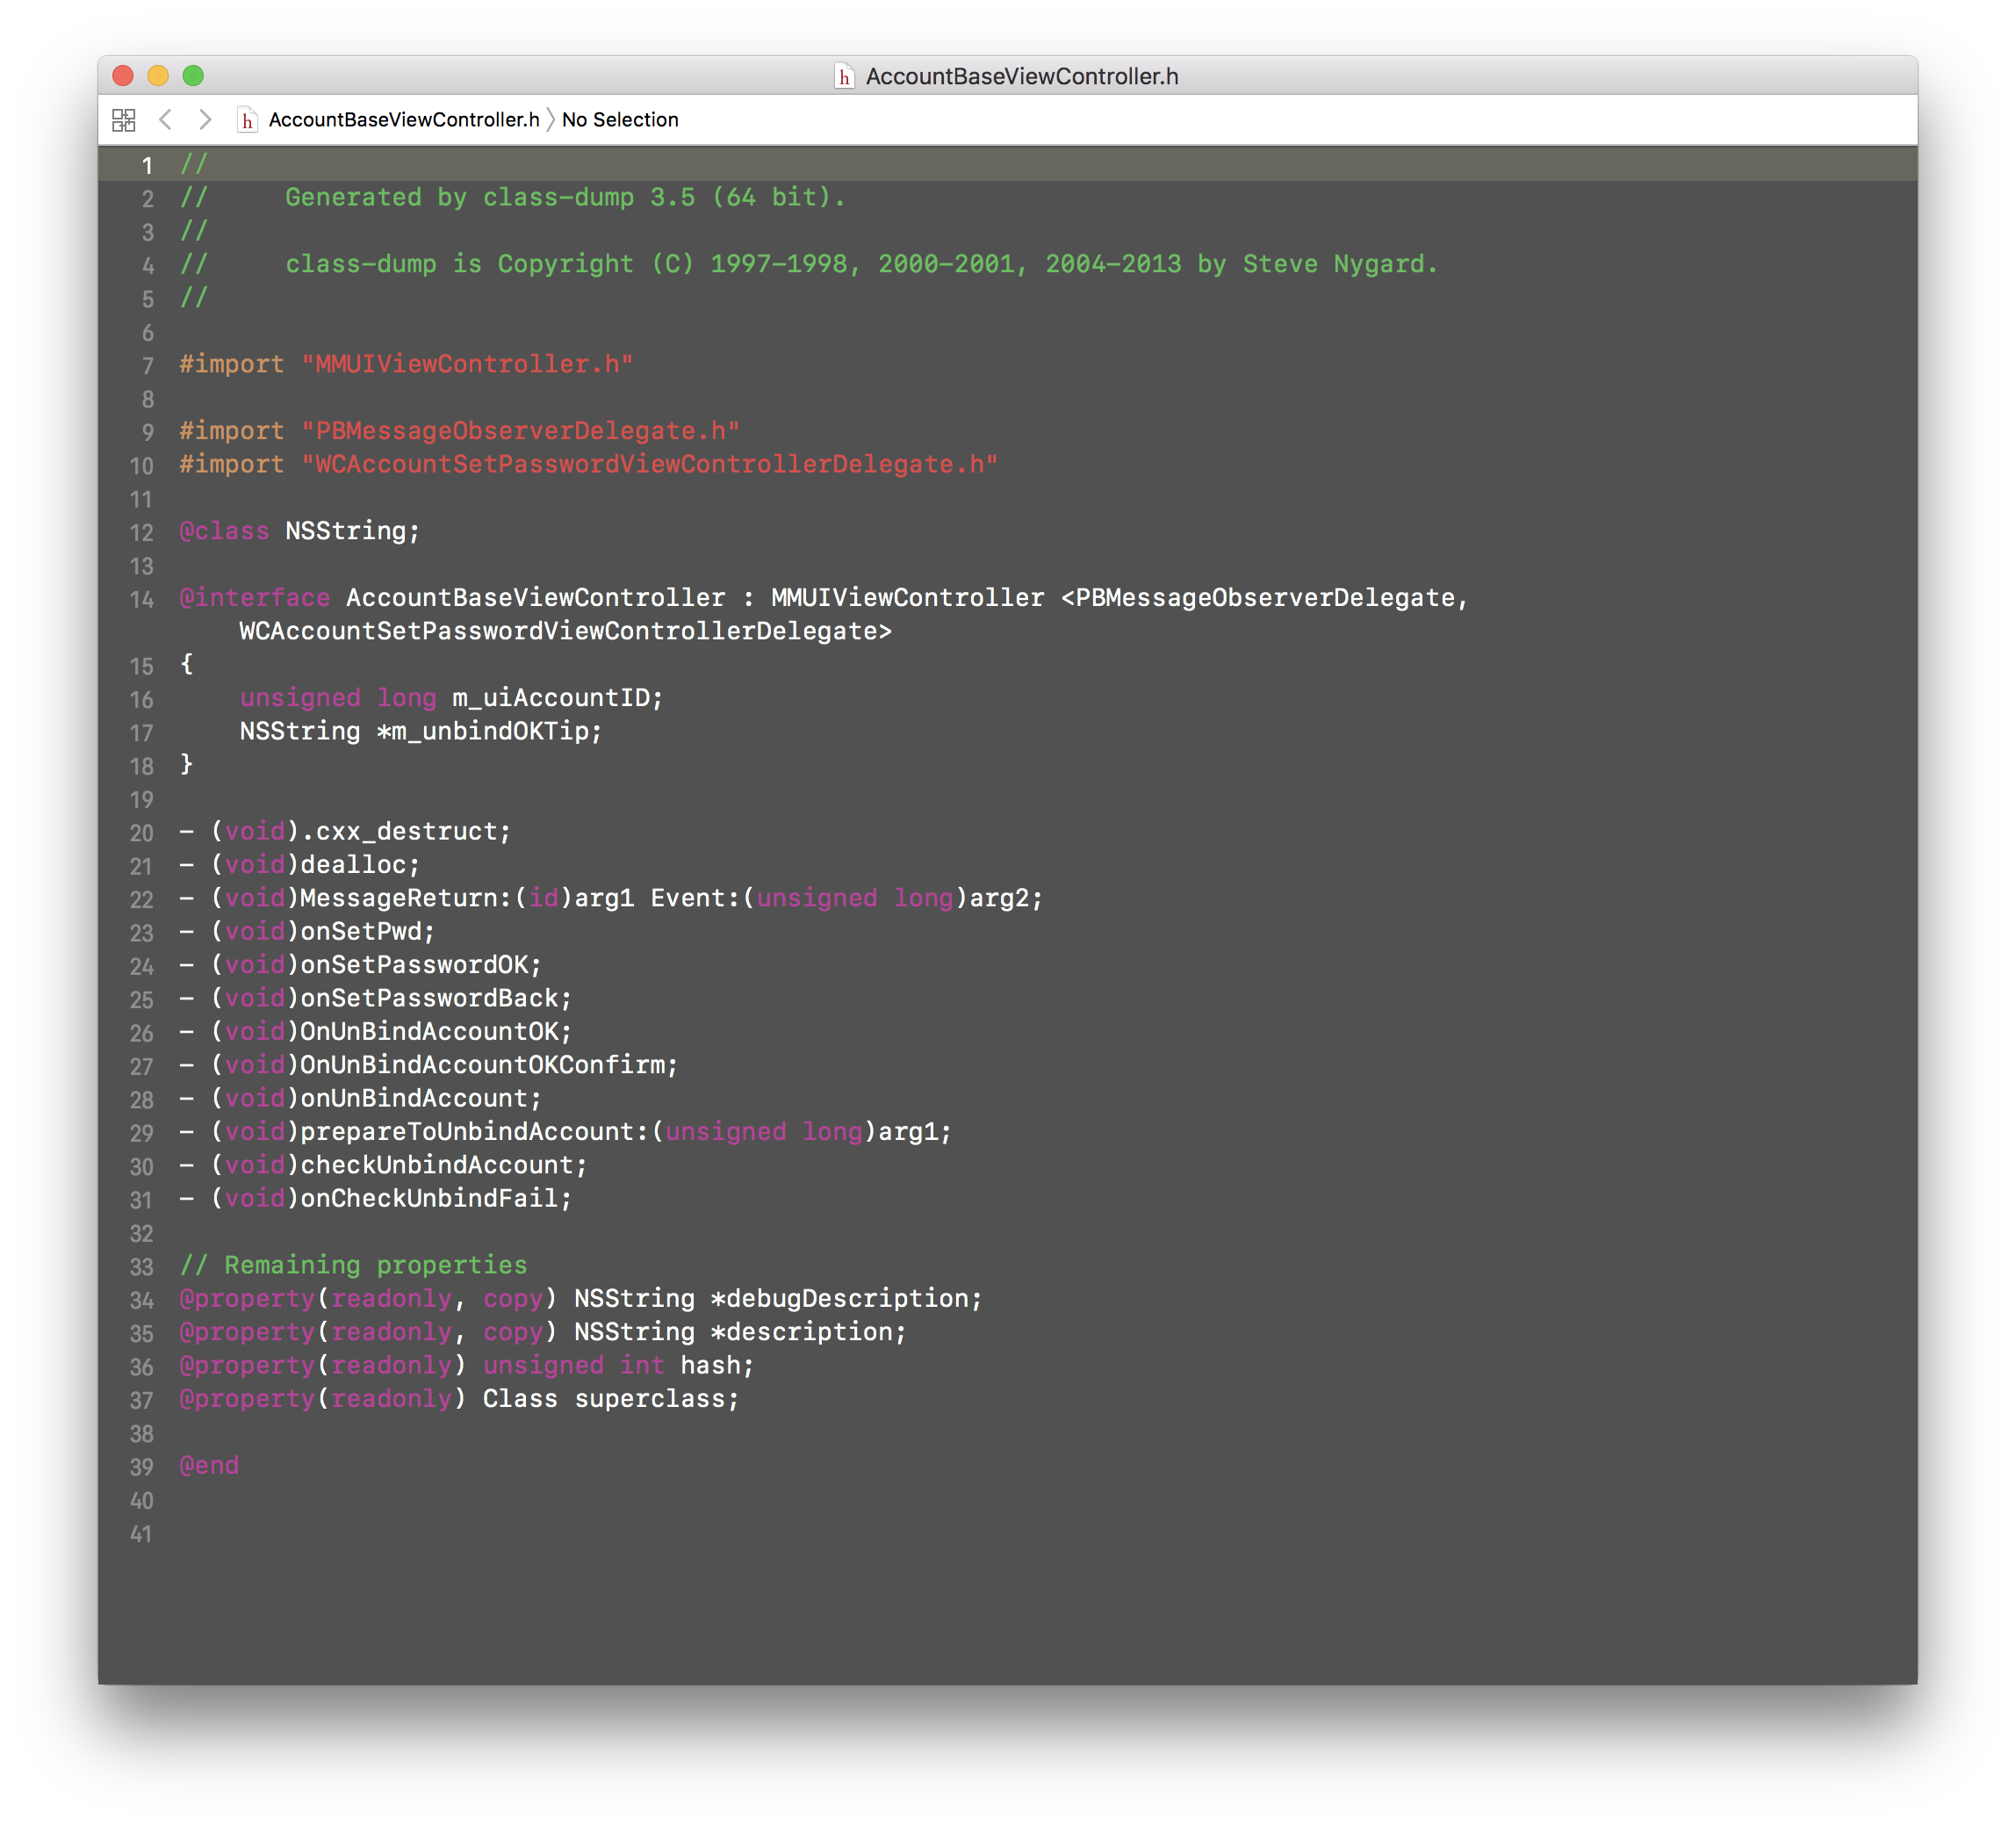 AccountBaseViewController.h
AccountBaseViewController.h 〉 No Selection
1 //
2 //      Generated by class-dump 3.5 (64 bit).
3 //
4 //      class-dump is Copyright (C) 1997-1998, 2000-2001, 2004-2013 by Steve Nygard.
5 //
6
7 #import "MMUIViewController.h"
8
9 #import "PBMessageObserverDelegate.h"
10 #import "WCAccountSetPasswordViewControllerDelegate.h"
11
12 @class NSString;
13
14 @interface AccountBaseViewController : MMUIViewController <PBMessageObserverDelegate,
WCAccountSetPasswordViewControllerDelegate>
15 {
16     unsigned long m_uiAccountID;
17     NSString *m_unbindOKTip;
18 }
19
20 - (void).cxx_destruct;
21 - (void)dealloc;
22 - (void)MessageReturn:(id)arg1 Event:(unsigned long)arg2;
23 - (void)onSetPwd;
24 - (void)onSetPasswordOK;
25 - (void)onSetPasswordBack;
26 - (void)OnUnBindAccountOK;
27 - (void)OnUnBindAccountOKConfirm;
28 - (void)onUnBindAccount;
29 - (void)prepareToUnbindAccount:(unsigned long)arg1;
30 - (void)checkUnbindAccount;
31 - (void)onCheckUnbindFail;
32
33 // Remaining properties
34 @property(readonly, copy) NSString *debugDescription;
35 @property(readonly, copy) NSString *description;
36 @property(readonly) unsigned int hash;
37 @property(readonly) Class superclass;
38
39 @end
40
41